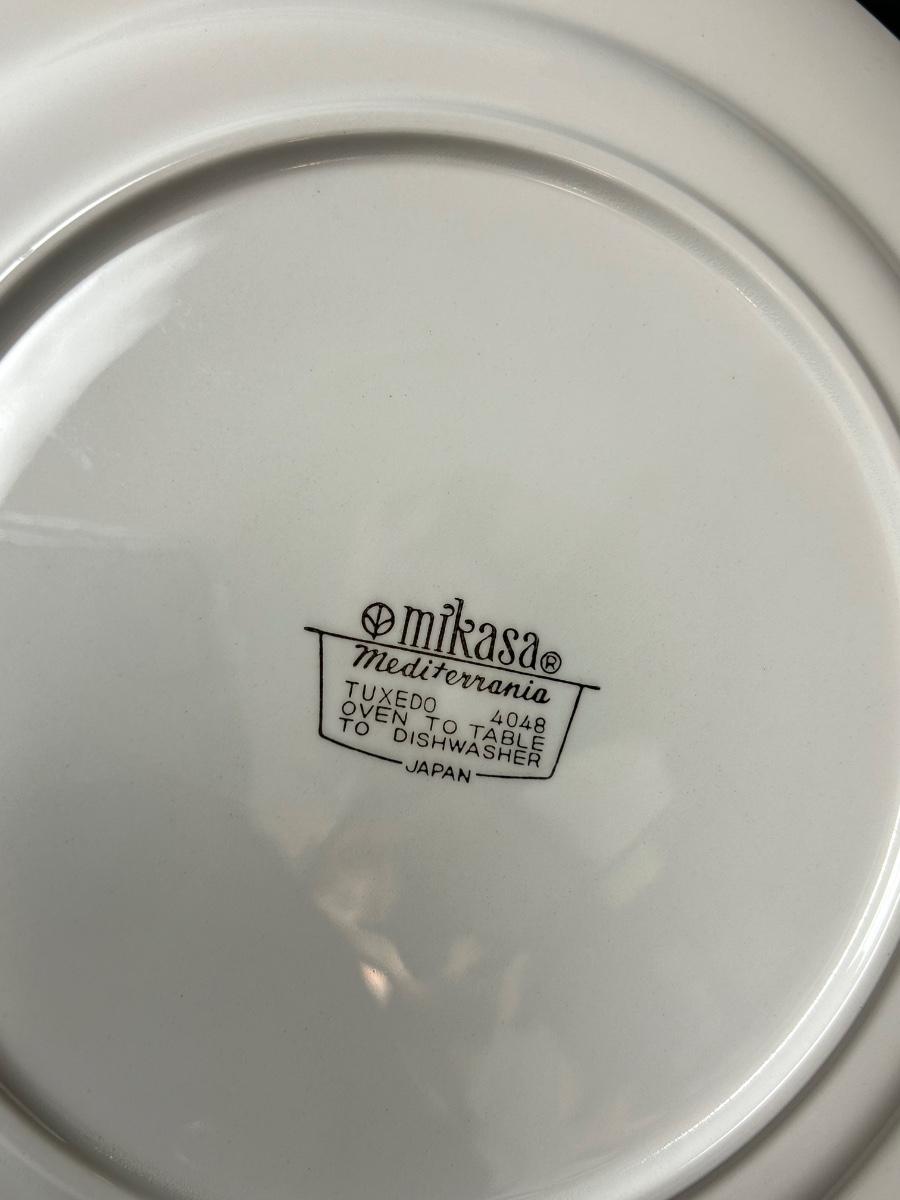 mikasa®
Mediterrania
TUXEDO 4048
OVEN TO TABLE
TO DISHWASHER
JAPAN